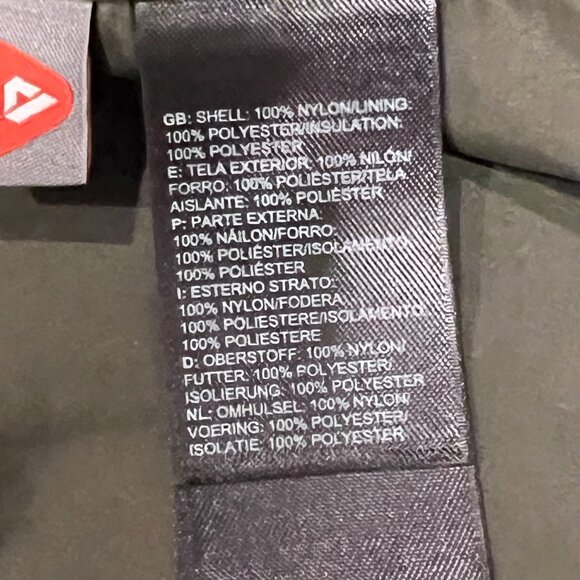 GB: SHELL: 100% NYLON/LINING:
100% POLYESTER/INSULATION:
100% POLYESTER
E: TELA EXTERIOR: 100% NILÓN/
FORRO: 100% POLIÉSTER/TELA
AISLANTE: 100% POLIÉSTER
P: PARTE EXTERNA:
100% NÁILON/FORRO:
100% POLIÉSTER/ISOLAMENTO:
100% POLIÉSTER
I: ESTERNO STRATO:
100% NYLON/FODERA:
100% POLIESTERE/ISOLAMENTO:
100% POLIESTERE
D: OBERSTOFF: 100% NYLON/
FUTTER: 100% POLYESTER/
ISOLIERUNG: 100% POLYESTER
NL: OMHULSEL: 100% NYLON/
VOERING: 100% POLYESTER/
ISOLATIE: 100% POLYESTER